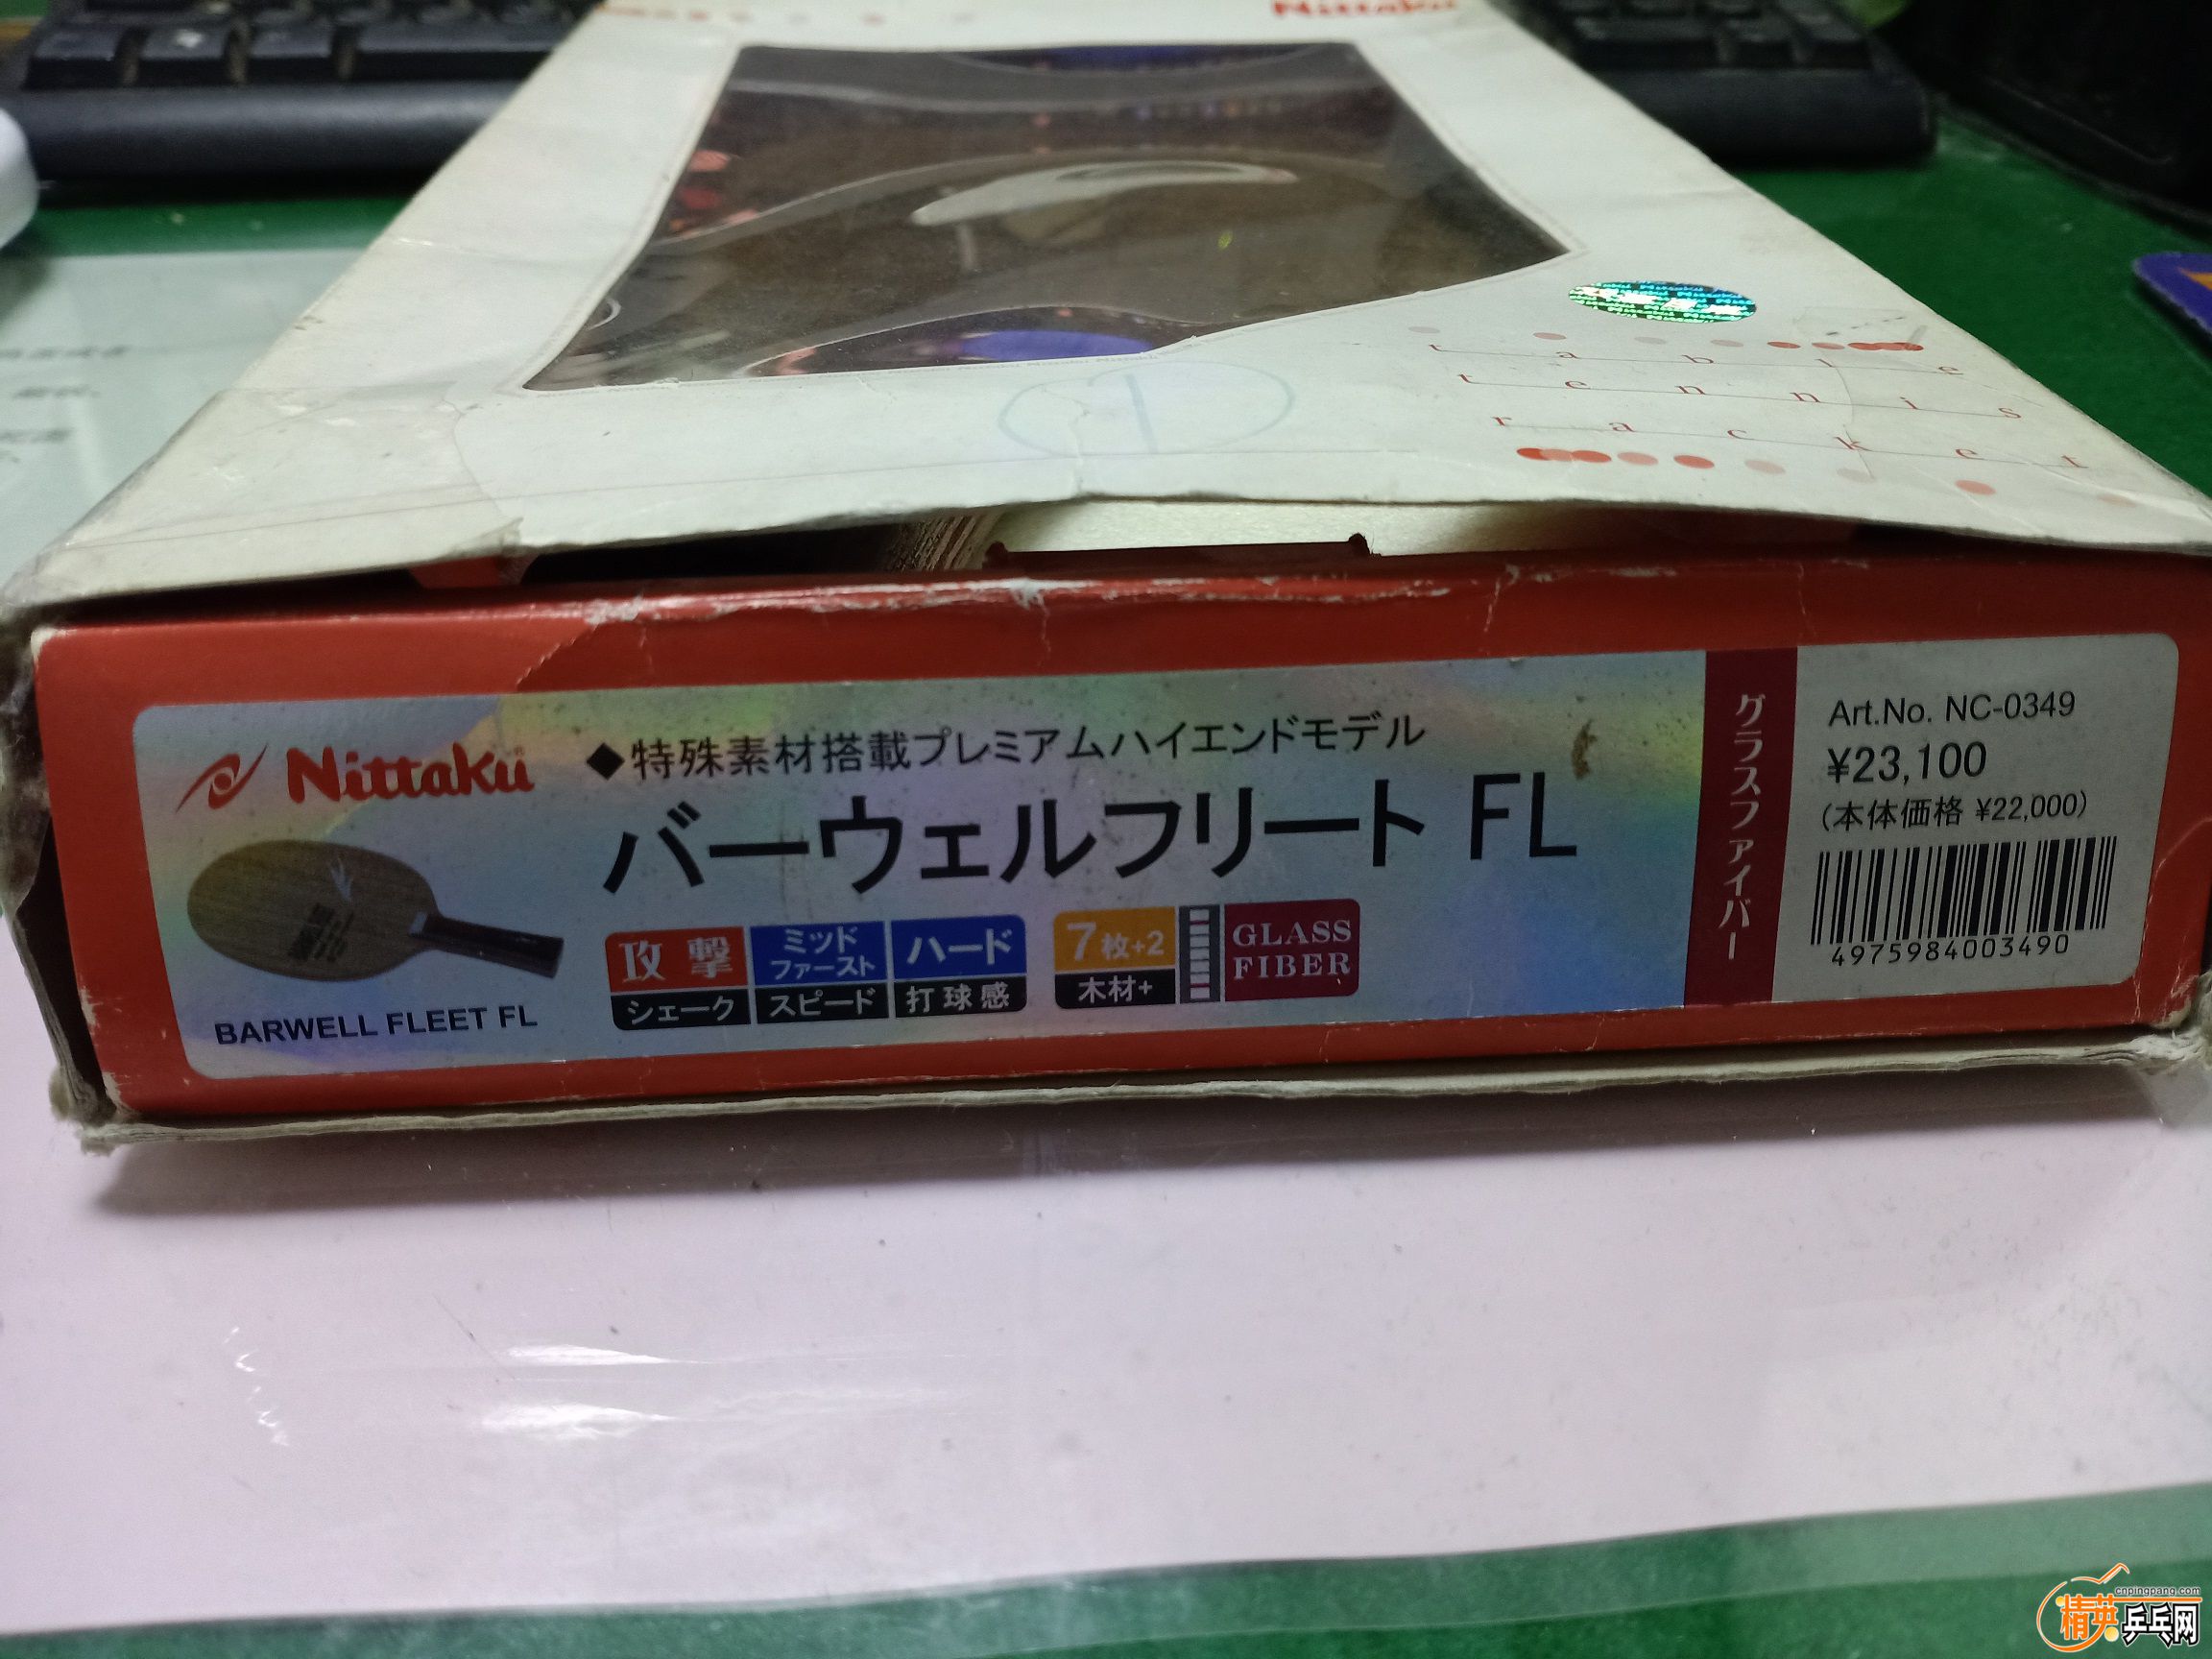 Nittaku
table
tennis
racket
1
Nittaku
◆特殊素材搭載プレミアムハイエンドモデル
バーウェルフリート FL
BARWELL FLEET FL
攻撃
シェーク
ミッド
ファースト
スピード
ハード
打球感
7枚+2
木材+
GLASS
FIBER
グラスファイバー
Art.No. NC-0349
¥23,100
(本体価格 ¥22,000)
4975984003490
cnpingpang.com
精英乒乓网